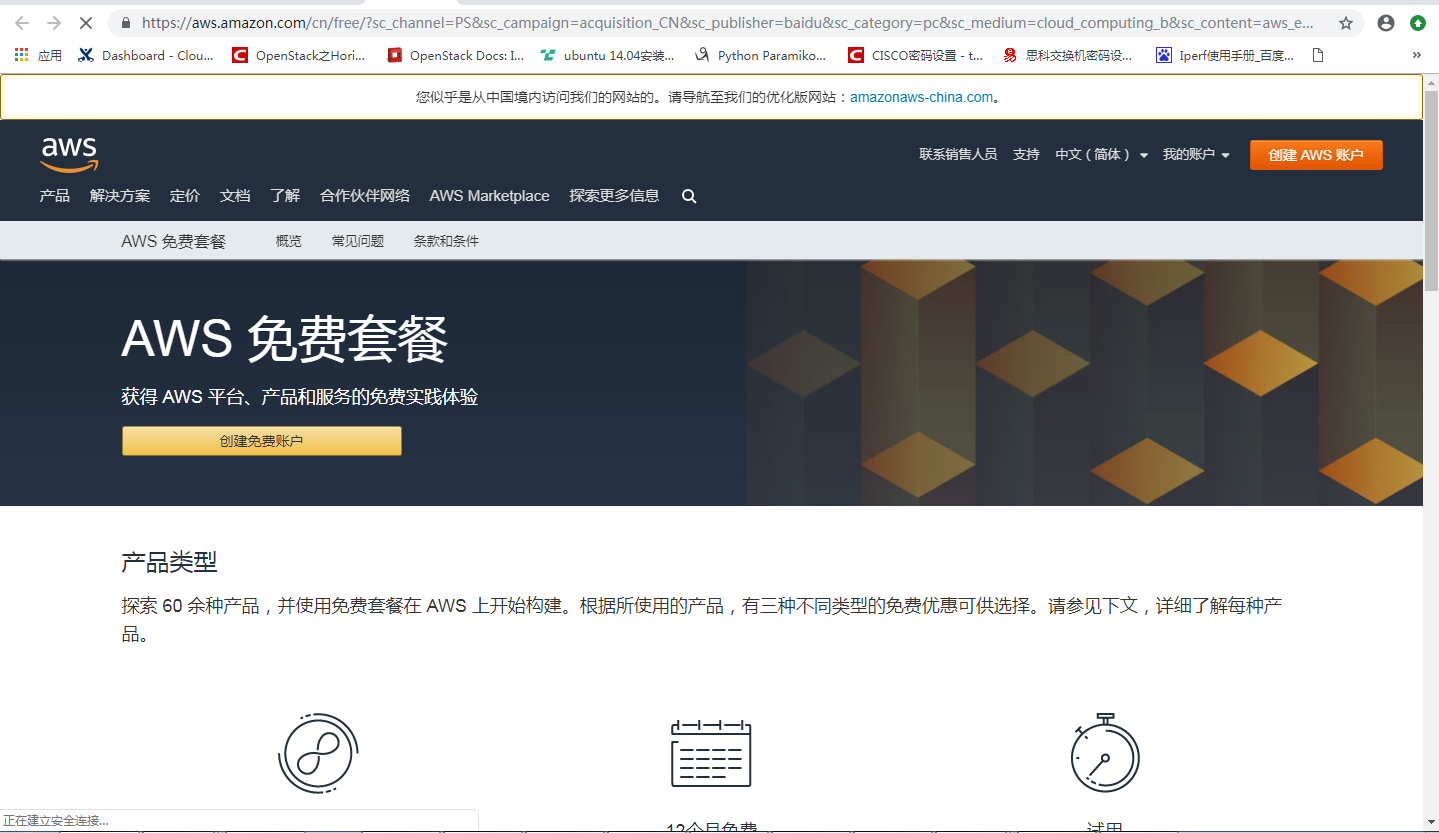 https://aws.amazon.com/cn/free/?sc_channel=PS&sc_campaign=acquisition_CN&sc_publisher=baidu&sc_category=pc&sc_medium=cloud_computing_b&sc_content=aws_e...
应用 Dashboard - Clou... OpenStack之Hori... OpenStack Docs: I... ubuntu 14.04安装... Python Paramiko... CISCO密码设置 - t... 思科交换机密码设... Iperf使用手册_百度... »
您似乎是从中国境内访问我们的网站的。请导航至我们的优化版网站：amazonaws-china.com。
aws
联系销售人员 支持 中文（简体） 我的账户 创建 AWS 账户
产品 解决方案 定价 文档 了解 合作伙伴网络 AWS Marketplace 探索更多信息
AWS 免费套餐 概览 常见问题 条款和条件
AWS 免费套餐
获得 AWS 平台、产品和服务的免费实践体验
创建免费账户
产品类型
探索 60 余种产品，并使用免费套餐在 AWS 上开始构建。根据所使用的产品，有三种不同类型的免费优惠可供选择。请参见下文，详细了解每种产
品。
12个月免费 试用
正在建立安全连接...